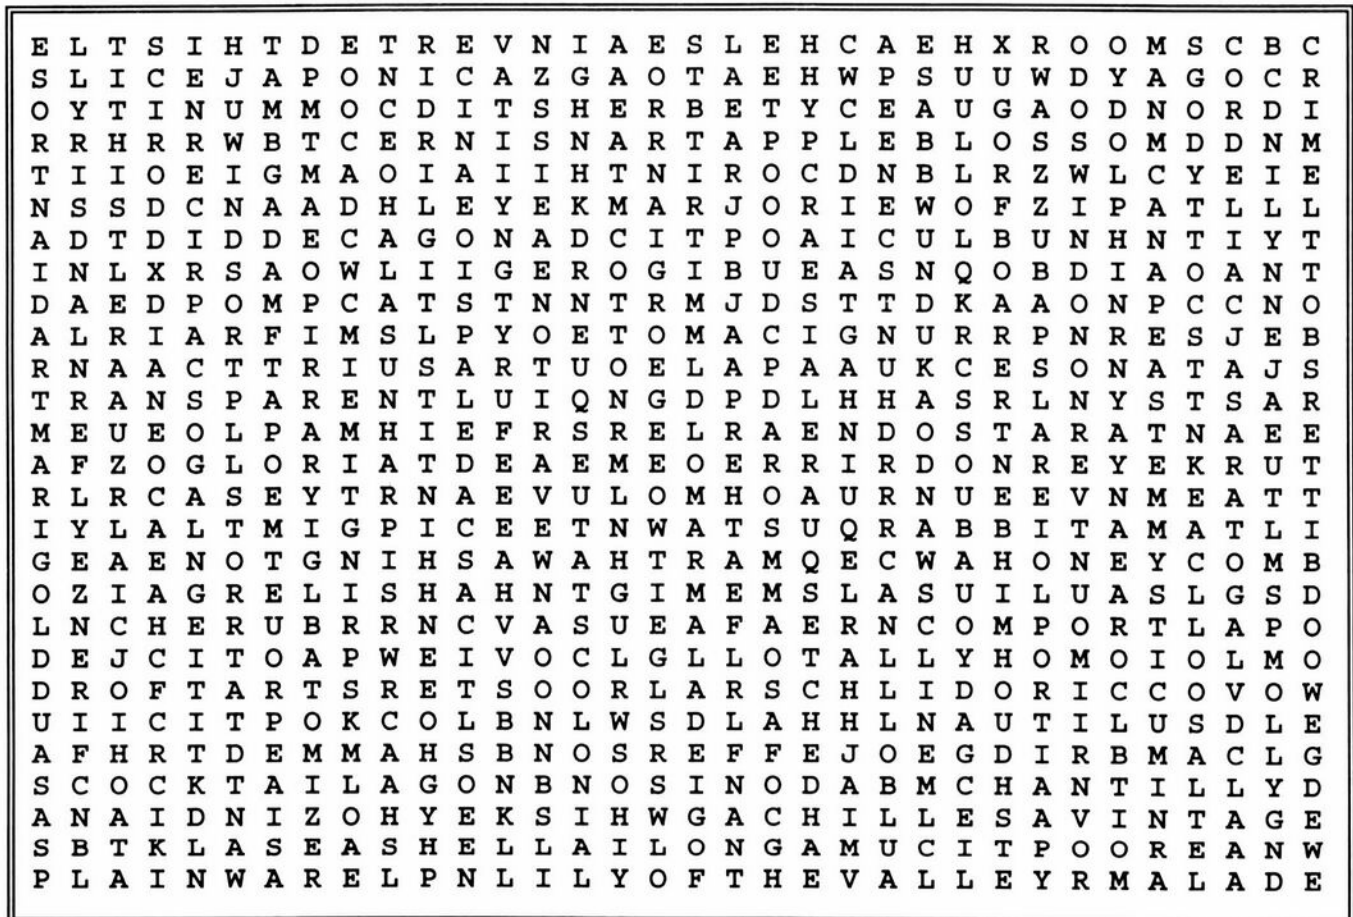 E L T S I H T D E T R E V N I A E S L E H C A E H X R O O M S C B C
S L I C E J A P O N I C A Z G A O T A E H W P S U U W D Y A G O C R
O Y T I N U M M O C D I T S H E R B E T Y C E A U G A O D N O R D I
R R H R R W B T C E R N I S N A R T A P P L E B L O S S O M D D N M
T I I O E I G M A O I A I I H T N I R O C D N B L R Z W L C Y E I E
N S S D C N A A D H L E Y E K M A R J O R I E W O F Z I P A T L L L
A D T D I D D E C A G O N A D C I T P O A I C U L B U N H N T I Y T
I N L X R S A O W L I I G E R O G I B U E A S N Q O B D I A O A N T
D A E D P O M P C A T S T N N T R M J D S T T D K A A O N P C C N O
A L R I A R F I M S L P Y O E T O M A C I G N U R R P N R E S J E B
R N A A C T T R I U S A R T U O E L A P A A U K C E S O N A T A J S
T R A N S P A R E N T L U I Q N G D P D L H H A S R L N Y S T S A R
M E U E O L P A M H I E F R S R E L R A E N D O S T A R A T N A E E
A F Z O G L O R I A T D E A E M E O E R R I R D O N R E Y E K R U T
R L R C A S E Y T R N A E V U L O M H O A U R N U E E V N M E A T T
I Y L A L T M I G P I C E E T N W A T S U Q R A B B I T A M A T L I
G E A E N O T G N I H S A W A H T R A M Q E C W A H O N E Y C O M B
O Z I A G R E L I S H A H N T G I M E M S L A S U I L U A S L G S D
L N C H E R U B R R N C V A S U E A F A E R N C O M P O R T L A P O
D E J C I T O A P W E I V O C L G L L O T A L L Y H O M O I O L M O
D R O F T A R T S R E T S O O R L A R S C H L I D O R I C C O V O W
U I I C I T P O K C O L B N L W S D L A H H L N A U T I L U S D L E
A F H R T D E M M A H S B N O S R E F F E J O E G D I R B M A C L G
S C O C K T A I L A G O N B N O S I N O D A B M C H A N T I L L Y D
A N A I D N I Z O H Y E K S I H W G A C H I L L E S A V I N T A G E
S B T K L A S E A S H E L L A I L O N G A M U C I T P O O R E A N W
P L A I N W A R E L P N L I L Y O F T H E V A L L E Y R M A L A D E